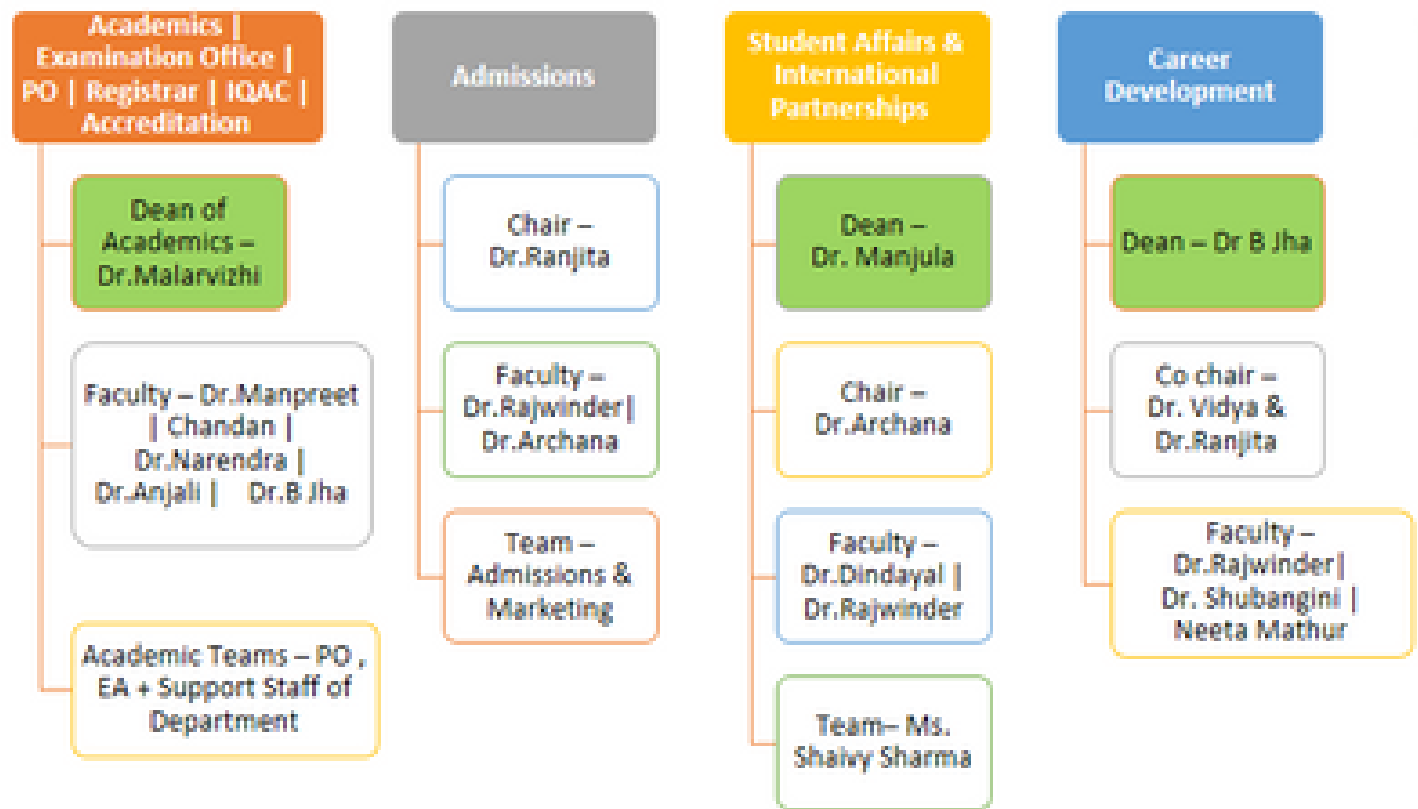 Academics |
Examination Office |
PO | Registrar | IQAC |
Accreditation
Dean of
Academics –
Dr.Malarvizhi
Faculty – Dr.Manpreet
| Chandan |
Dr.Narendra |
Dr.Anjali | Dr.B Jha
Academic Teams – PO ,
EA + Support Staff of
Department
Admissions
Chair –
Dr.Ranjita
Faculty –
Dr.Rajwinder|
Dr.Archana
Team –
Admissions &
Marketing
Student Affairs &
International
Partnerships
Dean –
Dr. Manjula
Chair –
Dr.Archana
Faculty –
Dr.Dindayal |
Dr.Rajwinder
Team– Ms.
Shaivy Sharma
Career
Development
Dean – Dr B Jha
Co chair –
Dr. Vidya &
Dr.Ranjita
Faculty –
Dr.Rajwinder|
Dr. Shubangini |
Neeta Mathur